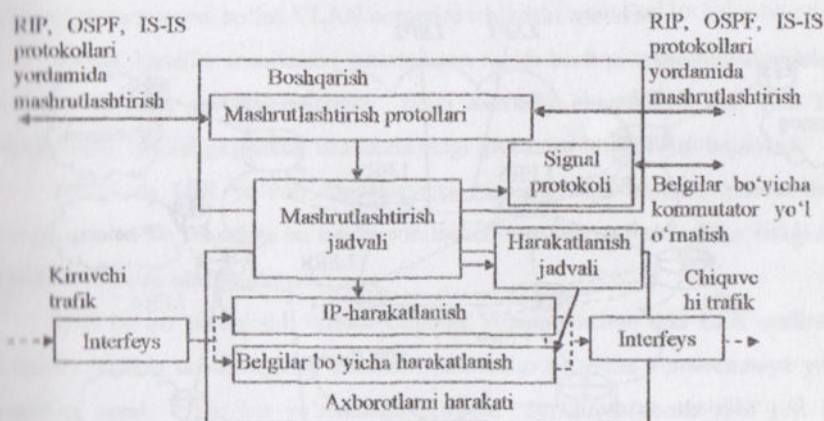 RIP, OSPF, IS-IS
protokollari
yordamida
mashrutlashtirish
Boshqarish
Mashrutlashtirish protollari
RIP, OSPF, IS-IS
protokollari
yordamida
mashrutlashtirish
Signal
protokoli
Mashrutlashtirish
jadvali
Belgilar bo‘yicha
kommutator yo‘l
o‘rnatish
Harakatlanish
jadvali
Kiruvchi
trafik
Interfeys
IP-harakatlanish
Belgilar bo‘yicha harakatlanish
Chiquvc
hi trafik
Interfeys
Axborotlarni harakati